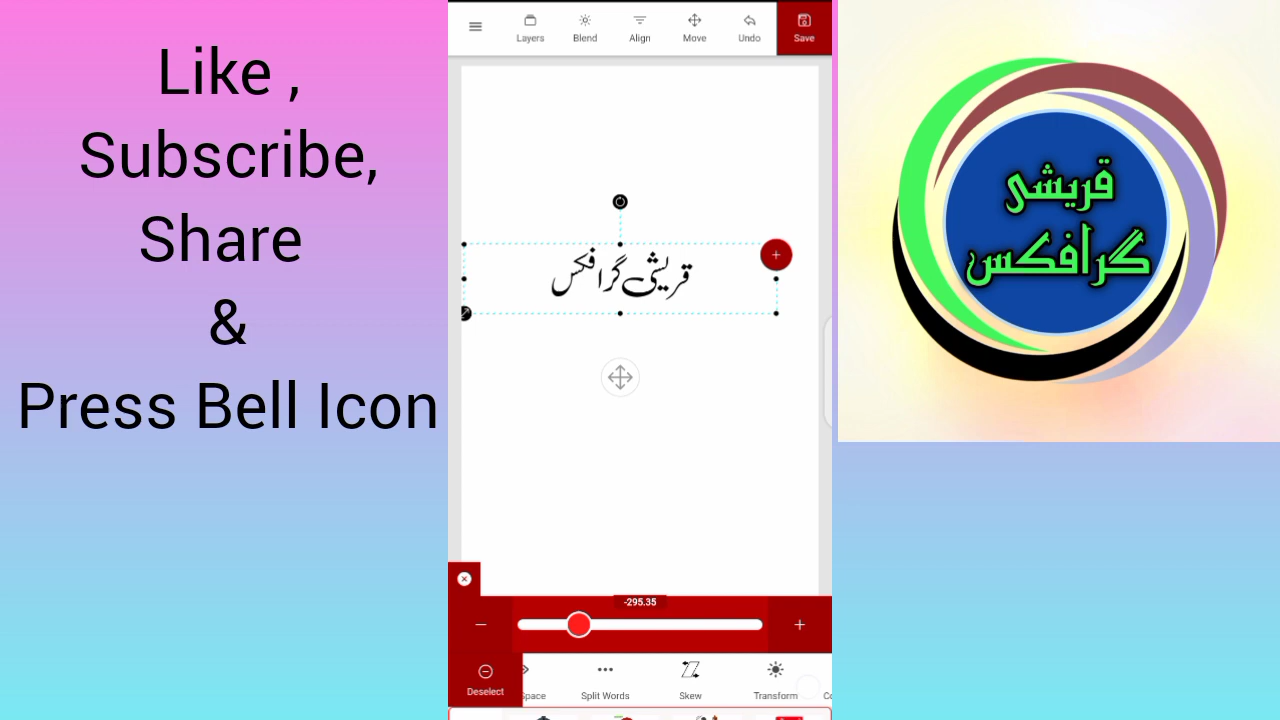 Like ,
Subscribe,
Share
&
Press Bell Icon
Layers Blend Align Move Undo Save
قریشی گرافکس
-295.35
Deselect Space Split Words Skew Transform
قریشی
گرافکس